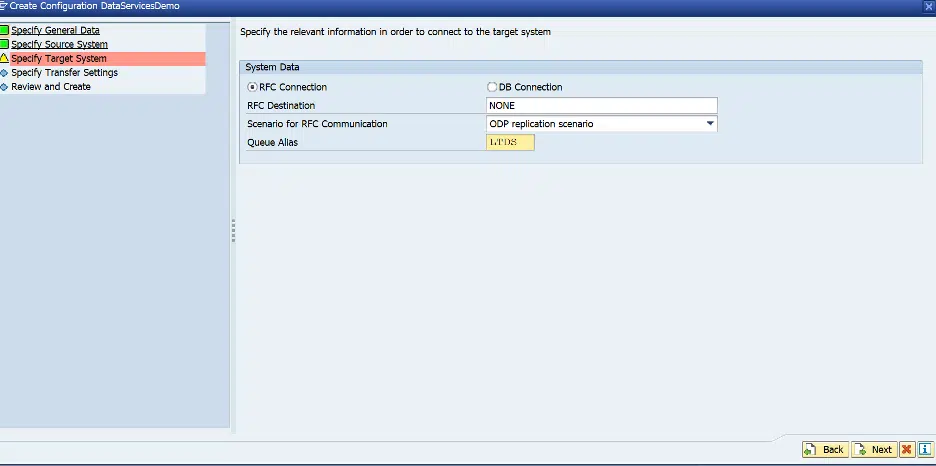 Create Configuration DataServicesDemo
Specify General Data
Specify Source System
Specify Target System
Specify Transfer Settings
Review and Create
Specify the relevant information in order to connect to the target system
System Data
RFC Connection DB Connection
RFC Destination NONE
Scenario for RFC Communication ODP replication scenario
Queue Alias LTDS
Back Next